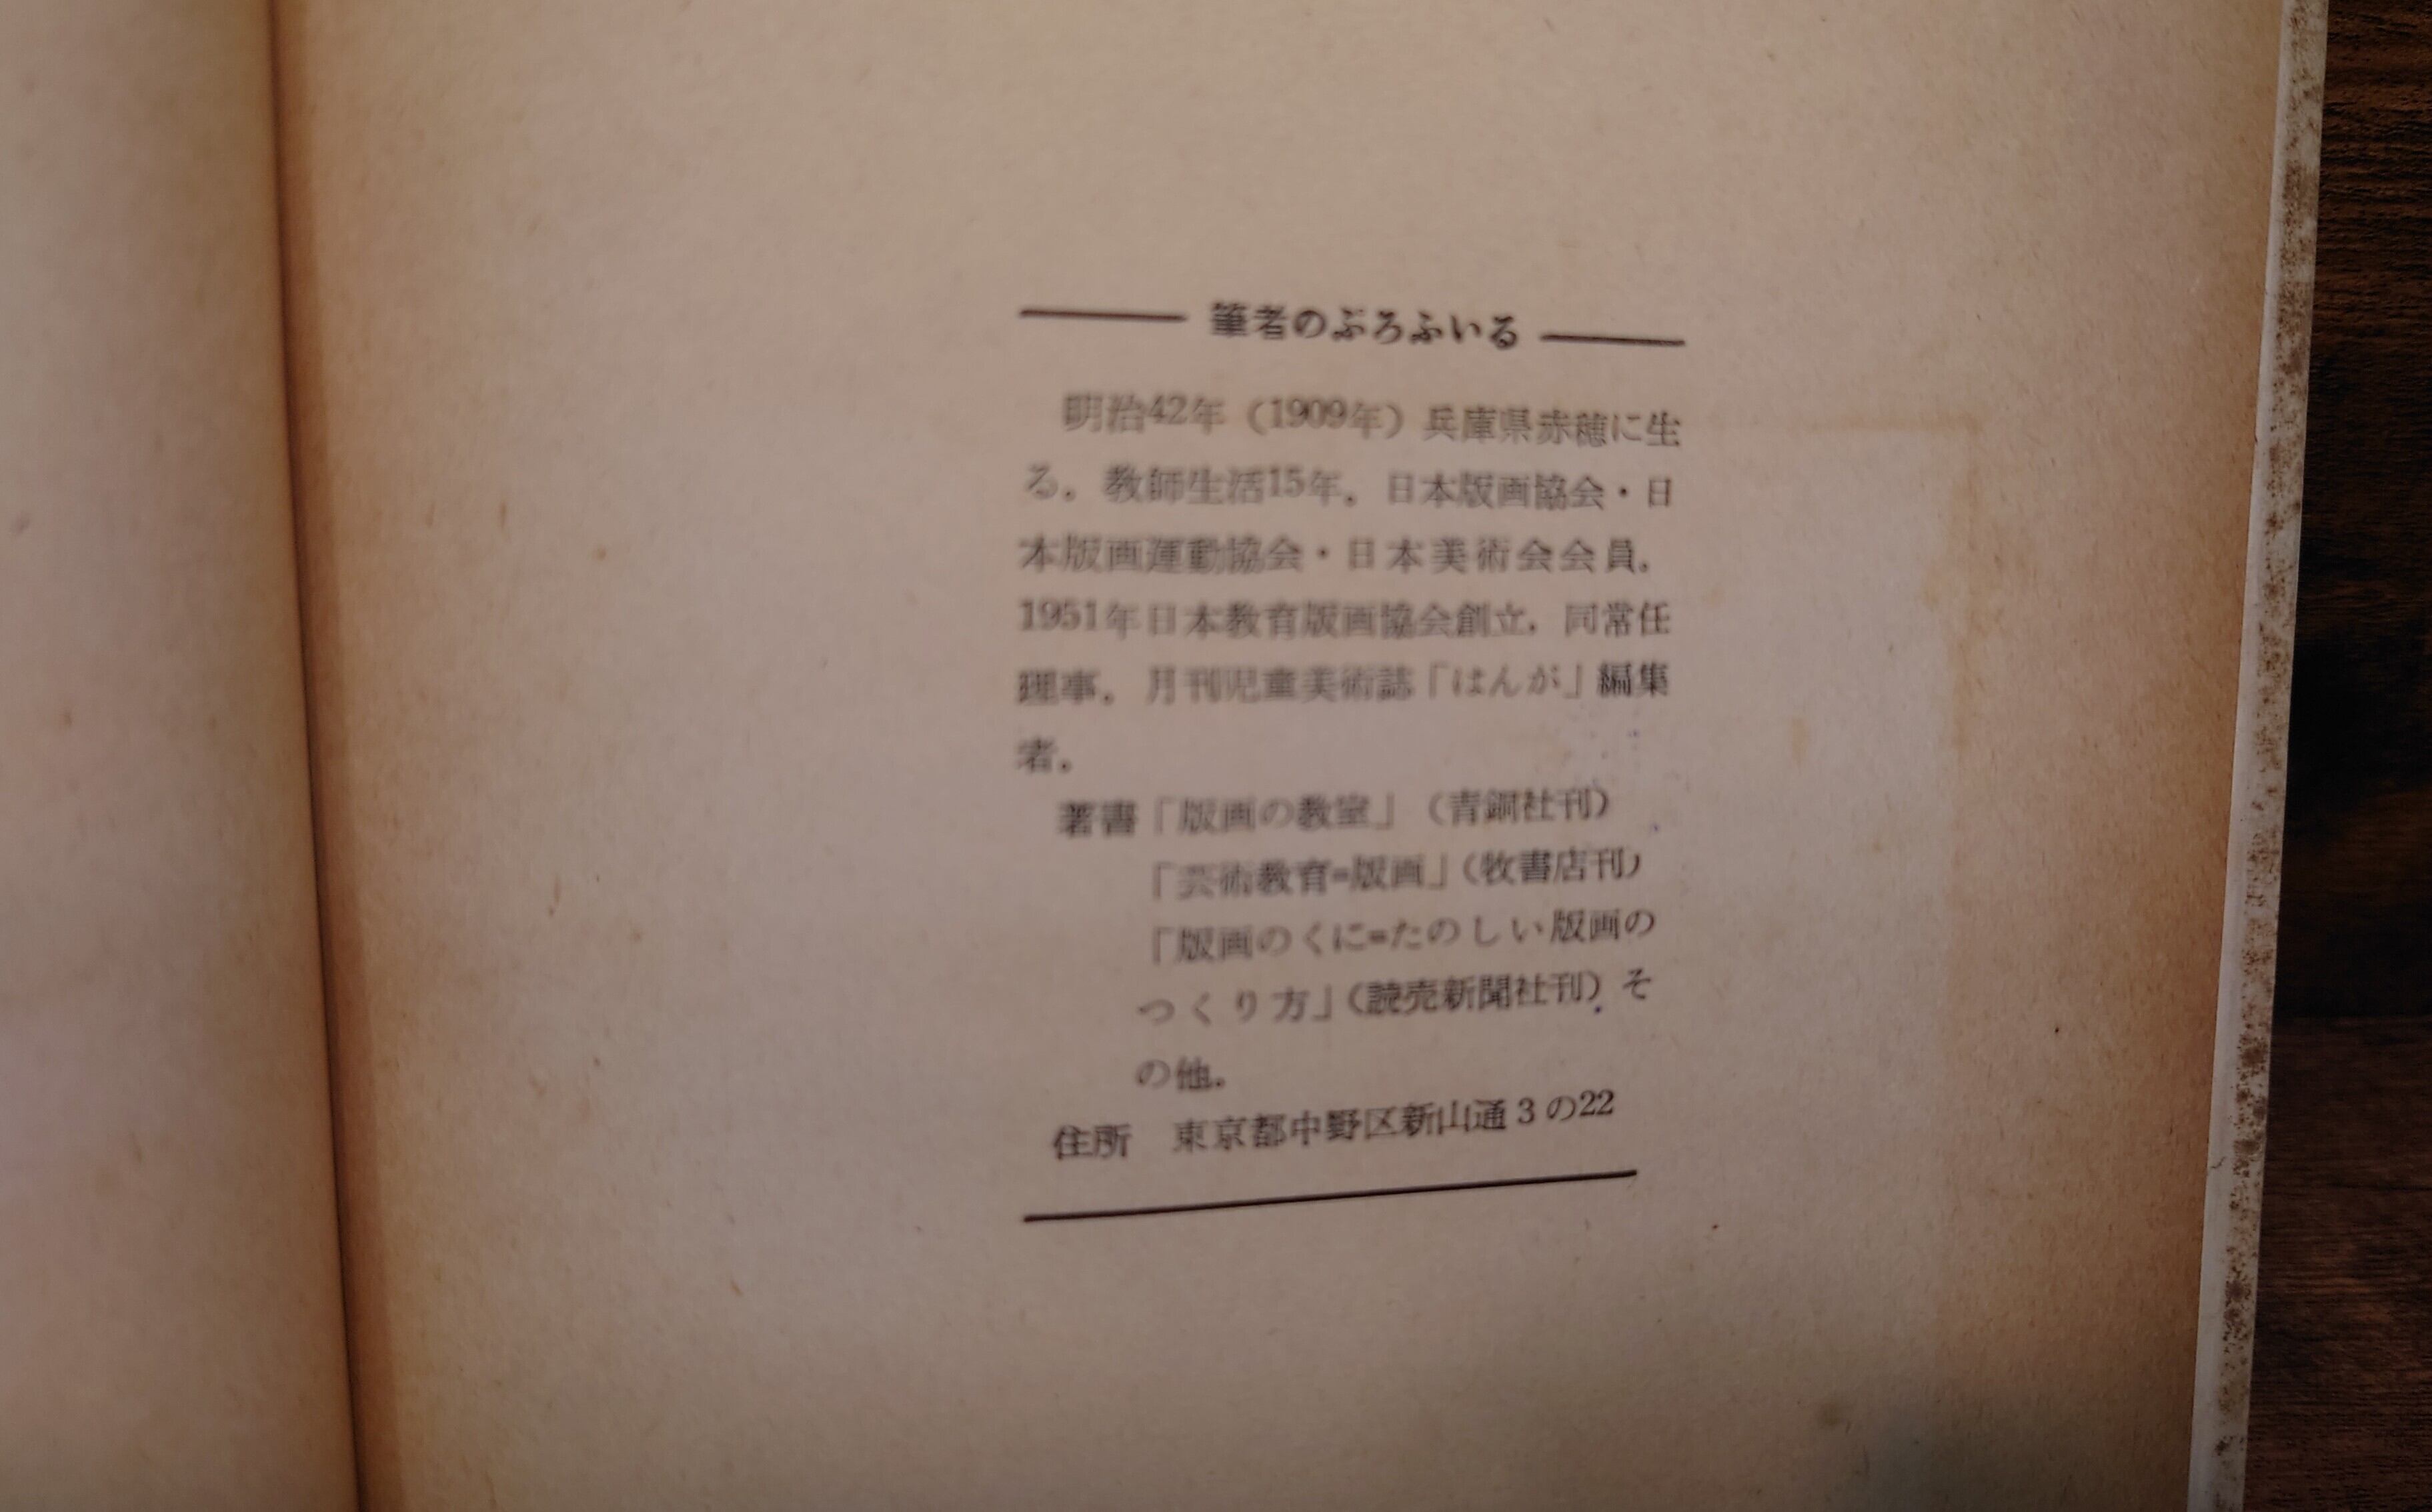 筆者のぷろふいる
明治42年（1909年）兵庫県赤穂に生
る．教師生活15年．日本版画協会・日
本版画運動協会・日本美術会会員．
1951年日本教育版画協会創立，同常任
理事．月刊児童美術誌「はんが」編集
者．
著書「版画の教室」（青銅社刊）
「芸術教育=版画」（牧書店刊）
「版画のくに=たのしい版画の
つくり方」（読売新聞社刊）そ
の他．
住所　東京都中野区新山通3の22